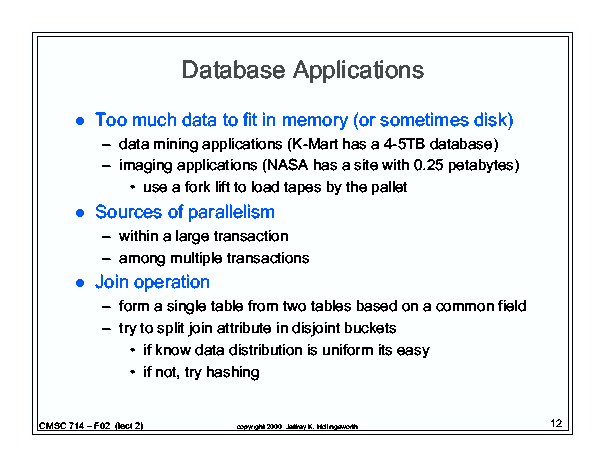 Database Applications
● Too much data to fit in memory (or sometimes disk)
– data mining applications (K-Mart has a 4-5TB database)
– imaging applications (NASA has a site with 0.25 petabytes)
• use a fork lift to load tapes by the pallet
● Sources of parallelism
– within a large transaction
– among multiple transactions
● Join operation
– form a single table from two tables based on a common field
– try to split join attribute in disjoint buckets
• if know data distribution is uniform its easy
• if not, try hashing
CMSC 714 – F02 (lect 2)
copyright 2000 Jeffrey K. Hollingsworth
12